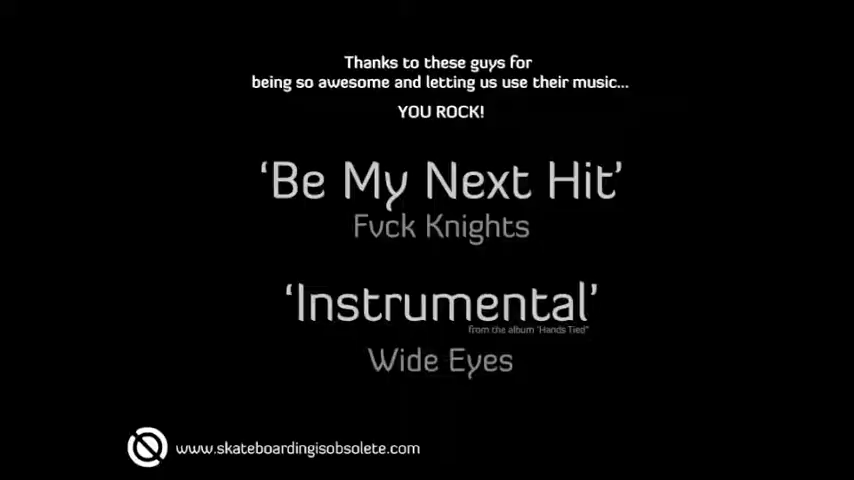 Thanks to these guys for
being so awesome and letting us use their music...
YOU ROCK!
‘Be My Next Hit’
Fvck Knights
‘Instrumental’
from the album 'Hands Tied"
Wide Eyes
www.skateboardingisobsolete.com